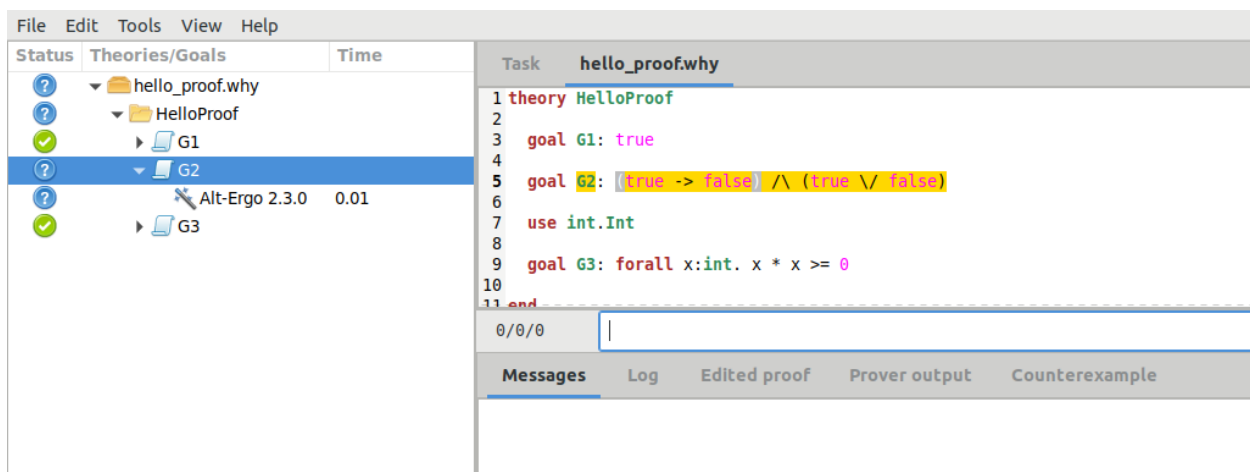 File Edit Tools View Help
Status Theories/Goals Time
hello_proof.why
HelloProof
G1
G2
Alt-Ergo 2.3.0 0.01
G3
Task hello_proof.why
1 theory HelloProof
2
3 goal G1: true
4
5 goal G2: (true -> false) /\ (true \/ false)
6
7 use int.Int
8
9 goal G3: forall x:int. x * x >= 0
10
11 end
0/0/0
Messages Log Edited proof Prover output Counterexample